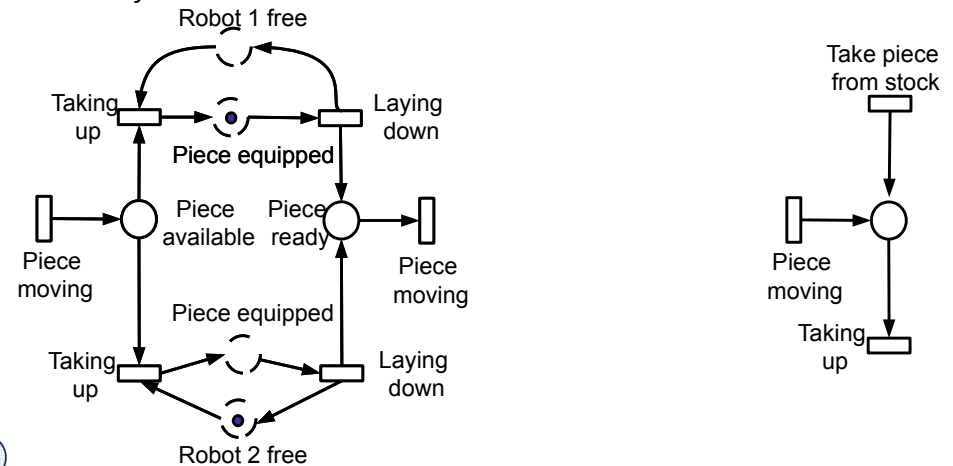 Robot 1 free
Taking
up
Laying
down
Piece equipped
Piece
available
Piece
ready
Piece
moving
Piece
moving
Piece equipped
Taking
up
Laying
down
Robot 2 free
Take piece
from stock
Piece
moving
Taking
up